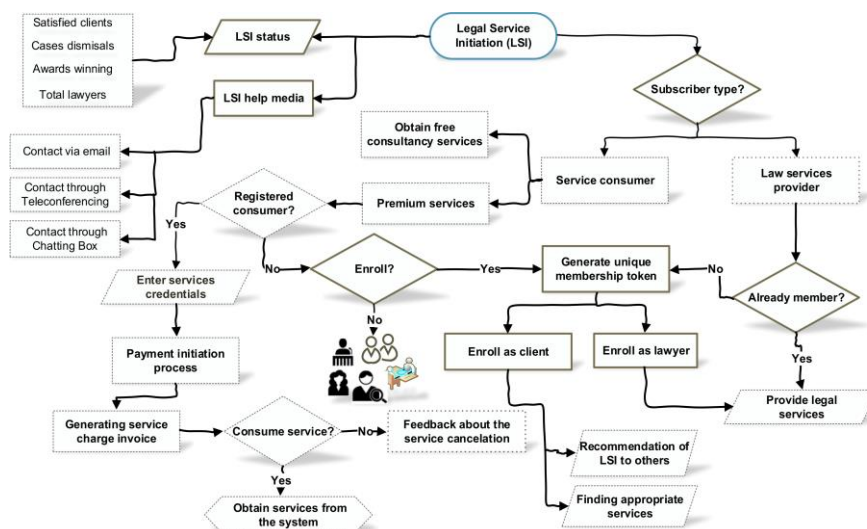 Satisfied clients
Cases dismisals
Awards winning
Total lawyers
LSI status
Legal Service
Initiation (LSI)
LSI help media
Subscriber type?
Contact via email
Contact through
Teleconferencing
Contact through
Chatting Box
Obtain free
consultancy services
Service consumer
Law services
provider
Registered
consumer?
Premium services
Yes
No
Enroll?
Yes
Generate unique
membership token
No
Already member?
Enter services
credentials
No
Yes
Payment initiation
process
Enroll as client
Enroll as lawyer
Provide legal
services
Generating service
charge invoice
Consume service?
No
Feedback about the
service cancelation
Recommendation of
LSI to others
Yes
Obtain services from
the system
Finding appropriate
services